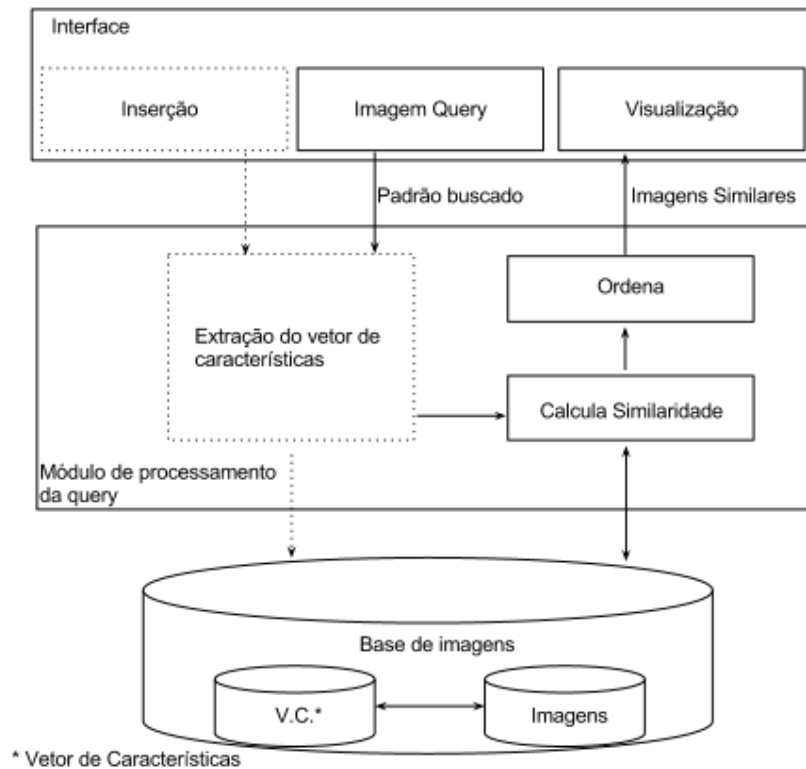 Interface
Inserção
Imagem Query
Visualização
Padrão buscado
Imagens Similares
Extração do vetor de
características
Ordena
Calcula Similaridade
Módulo de processamento
da query
Base de imagens
V.C.*
Imagens
* Vetor de Características